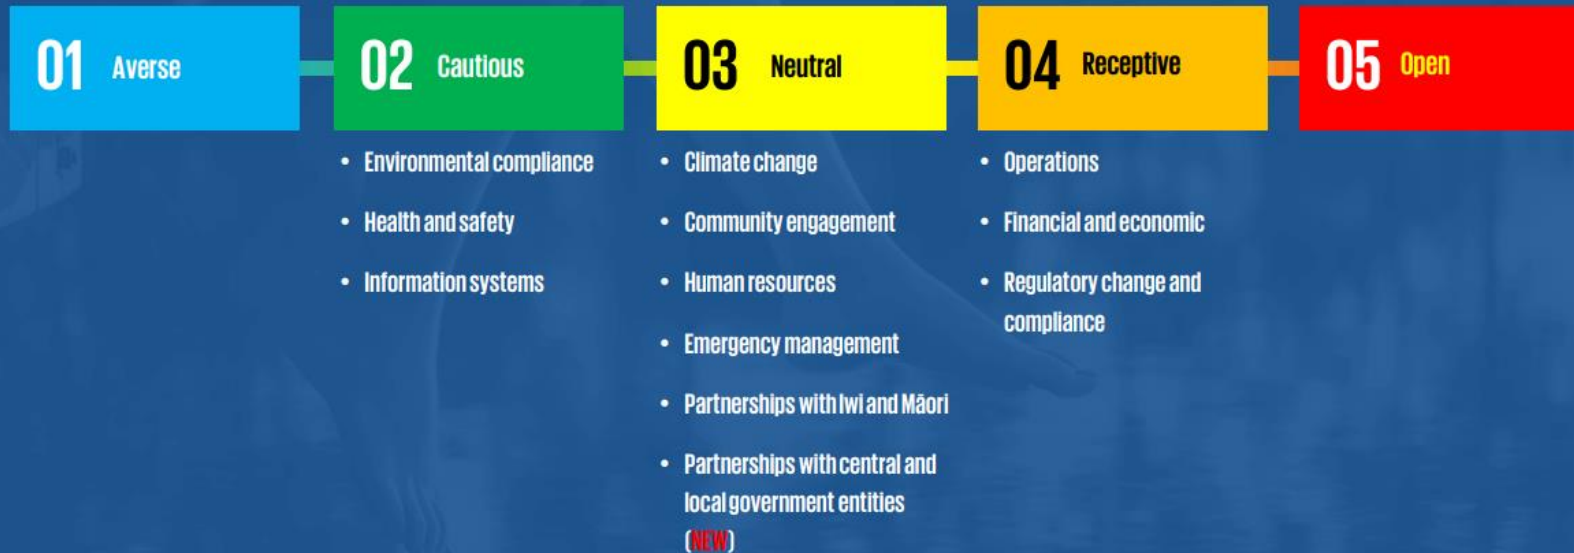 01 Averse
02 Cautious
• Environmental compliance
• Health and safety
• Information systems
03 Neutral
• Climate change
• Community engagement
• Human resources
• Emergency management
• Partnerships with Iwi and Māori
• Partnerships with central and
local government entities
(NEW)
04 Receptive
• Operations
• Financial and economic
• Regulatory change and
compliance
05 Open